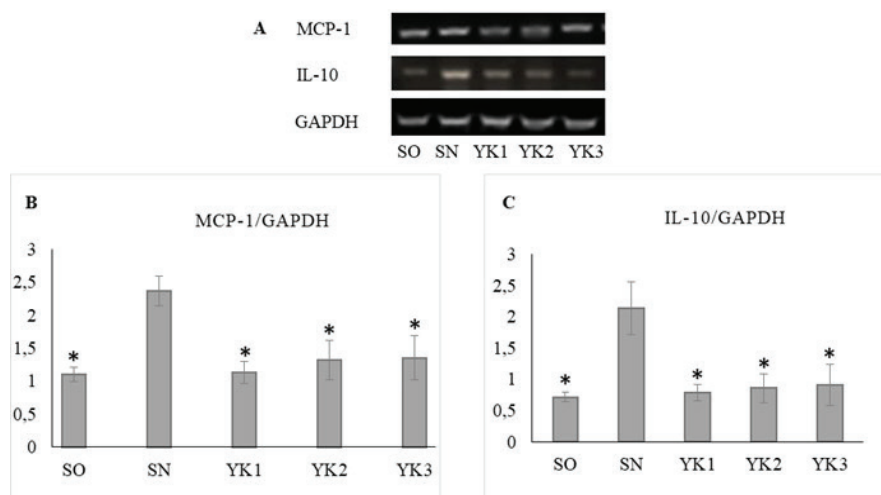 A MCP-1
IL-10
GAPDH
SO SN YK1 YK2 YK3
B
MCP-1/GAPDH
3
2,5
2
1,5
1
0,5
0
* * * *
SO SN YK1 YK2 YK3
C
IL-10/GAPDH
3
2,5
2
1,5
1
0,5
0
* * * *
SO SN YK1 YK2 YK3